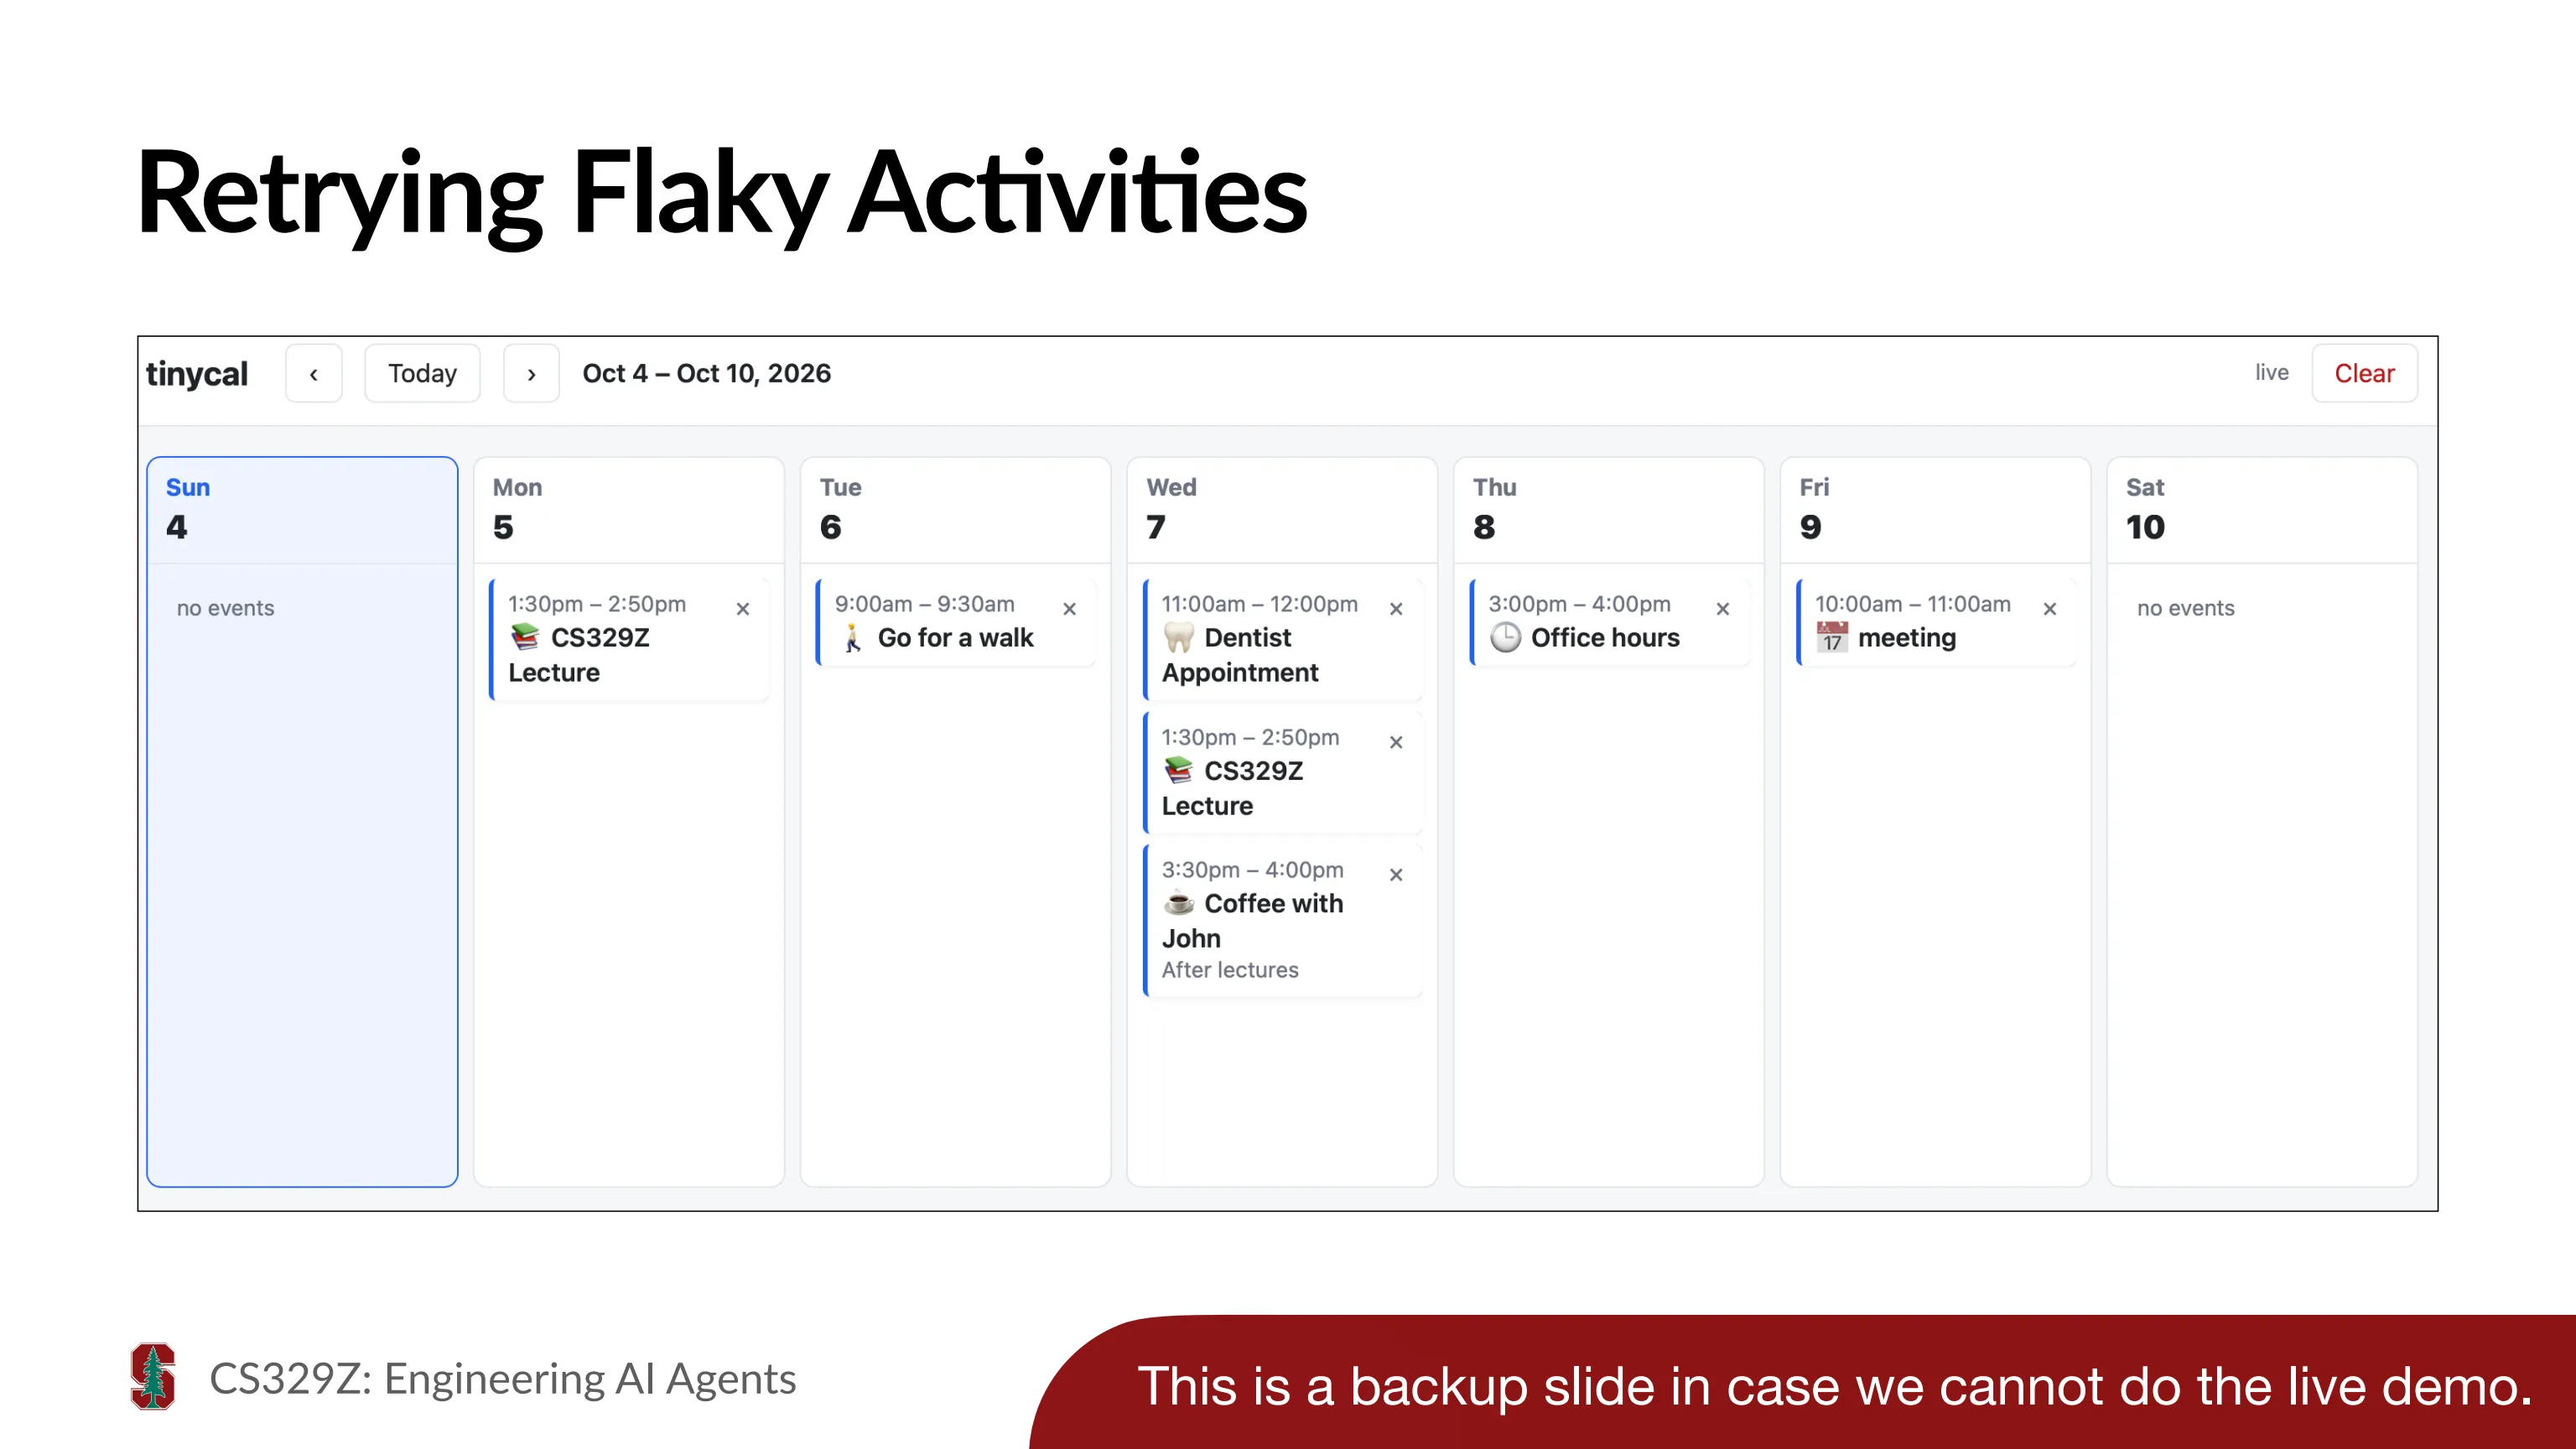 Retrying Flaky Activities
tinycal
‹
Today
›
Oct 4 – Oct 10, 2026
live
Clear
Sun
4
no events
Mon
5
1:30pm – 2:50pm
×
📚 CS329Z
Lecture
Tue
6
9:00am – 9:30am
×
🚶 Go for a walk
Wed
7
11:00am – 12:00pm
×
🦷 Dentist
Appointment
1:30pm – 2:50pm
×
📚 CS329Z
Lecture
3:30pm – 4:00pm
×
☕ Coffee with
John
After lectures
Thu
8
3:00pm – 4:00pm
×
🕒 Office hours
Fri
9
10:00am – 11:00am
×
📅 meeting
Sat
10
no events
CS329Z: Engineering AI Agents
This is a backup slide in case we cannot do the live demo.